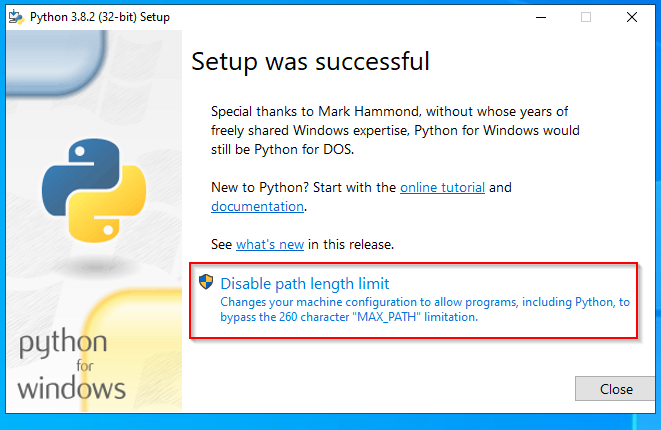 Python 3.8.2 (32-bit) Setup
Setup was successful
Special thanks to Mark Hammond, without whose years of
freely shared Windows expertise, Python for Windows would
still be Python for DOS.
New to Python? Start with the online tutorial and
documentation.
See what's new in this release.
Disable path length limit
Changes your machine configuration to allow programs, including Python, to
bypass the 260 character "MAX_PATH" limitation.
python
for
windows
Close